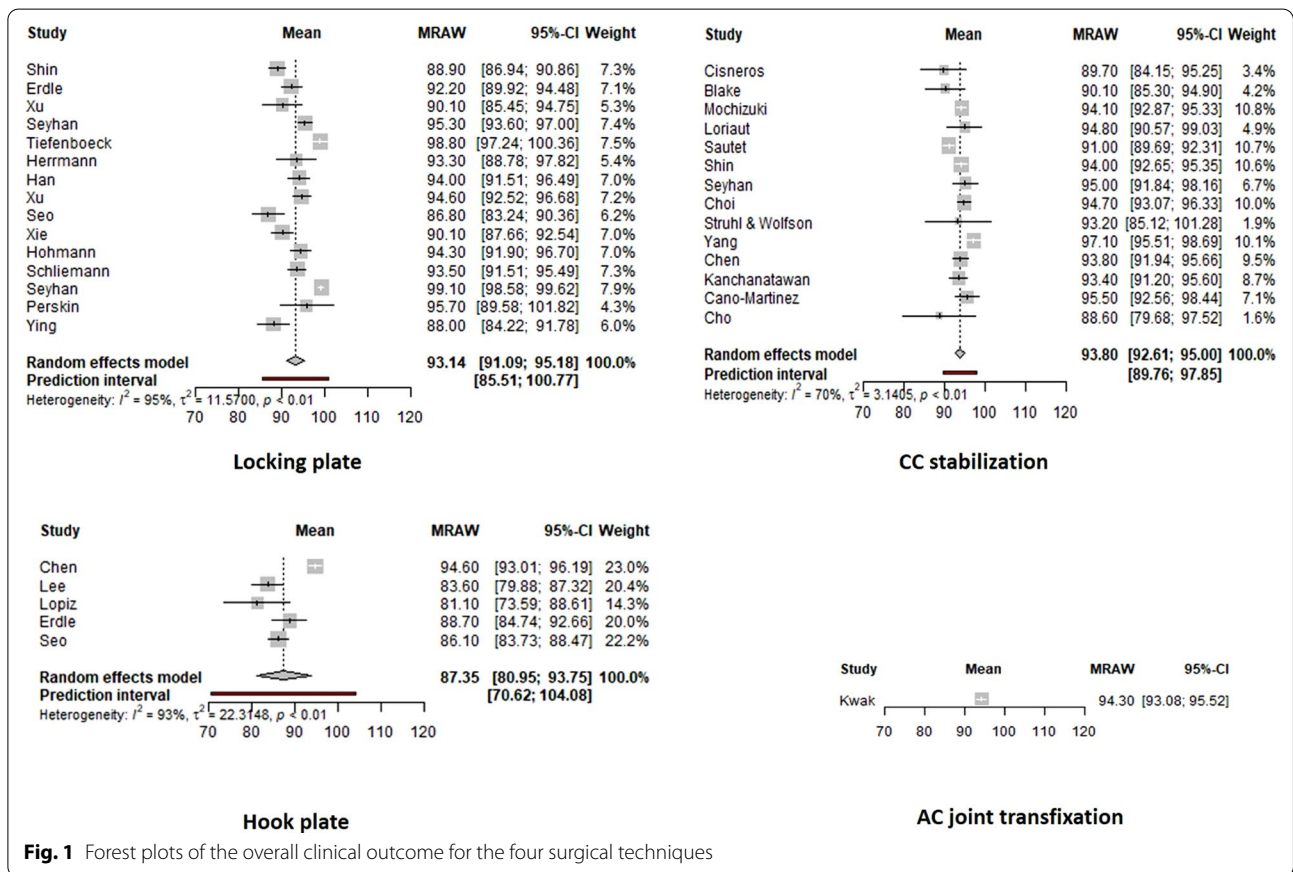 Study Mean MRAW 95%-CI Weight
Shin 88.90 [86.94; 90.86] 7.3%
Erdle 92.20 [89.92; 94.48] 7.1%
Xu 90.10 [85.45; 94.75] 5.3%
Seyhan 95.30 [93.60; 97.00] 7.4%
Tiefenboeck 98.80 [97.24; 100.36] 7.5%
Herrmann 93.30 [88.78; 97.82] 5.4%
Han 94.00 [91.51; 96.49] 7.0%
Xu 94.60 [92.52; 96.68] 7.2%
Seo 86.80 [83.24; 90.36] 6.2%
Xie 90.10 [87.66; 92.54] 7.0%
Hohmann 94.30 [91.90; 96.70] 7.0%
Schliemann 93.50 [91.51; 95.49] 7.3%
Seyhan 99.10 [98.58; 99.62] 7.9%
Perskin 95.70 [89.58; 101.82] 4.3%
Ying 88.00 [84.22; 91.78] 6.0%
Random effects model 93.14 [91.09; 95.18] 100.0%
Prediction interval [85.51; 100.77]
Heterogeneity: I² = 95%, τ² = 11.5700, p < 0.01
70 80 90 100 110 120
Locking plate
Study Mean MRAW 95%-CI Weight
Cisneros 89.70 [84.15; 95.25] 3.4%
Blake 90.10 [85.30; 94.90] 4.2%
Mochizuki 94.10 [92.87; 95.33] 10.8%
Loriaut 94.80 [90.57; 99.03] 4.9%
Sautet 91.00 [89.69; 92.31] 10.7%
Shin 94.00 [92.65; 95.35] 10.6%
Seyhan 95.00 [91.84; 98.16] 6.7%
Choi 94.70 [93.07; 96.33] 10.0%
Struhl & Wolfson 93.20 [85.12; 101.28] 1.9%
Yang 97.10 [95.51; 98.69] 10.1%
Chen 93.80 [91.94; 95.66] 9.5%
Kanchanatawan 93.40 [91.20; 95.60] 8.7%
Cano-Martinez 95.50 [92.56; 98.44] 7.1%
Cho 88.60 [79.68; 97.52] 1.6%
Random effects model 93.80 [92.61; 95.00] 100.0%
Prediction interval [89.76; 97.85]
Heterogeneity: I² = 70%, τ² = 3.1405, p < 0.01
70 80 90 100 110 120
CC stabilization
Study Mean MRAW 95%-CI Weight
Chen 94.60 [93.01; 96.19] 23.0%
Lee 83.60 [79.88; 87.32] 20.4%
Lopiz 81.10 [73.59; 88.61] 14.3%
Erdle 88.70 [84.74; 92.66] 20.0%
Seo 86.10 [83.73; 88.47] 22.2%
Random effects model 87.35 [80.95; 93.75] 100.0%
Prediction interval [70.62; 104.08]
Heterogeneity: I² = 93%, τ² = 22.3148, p < 0.01
70 80 90 100 110 120
Hook plate
Study Mean MRAW 95%-CI
Kwak 94.30 [93.08; 95.52]
70 80 90 100 110 120
AC joint transfixation
Fig. 1 Forest plots of the overall clinical outcome for the four surgical techniques